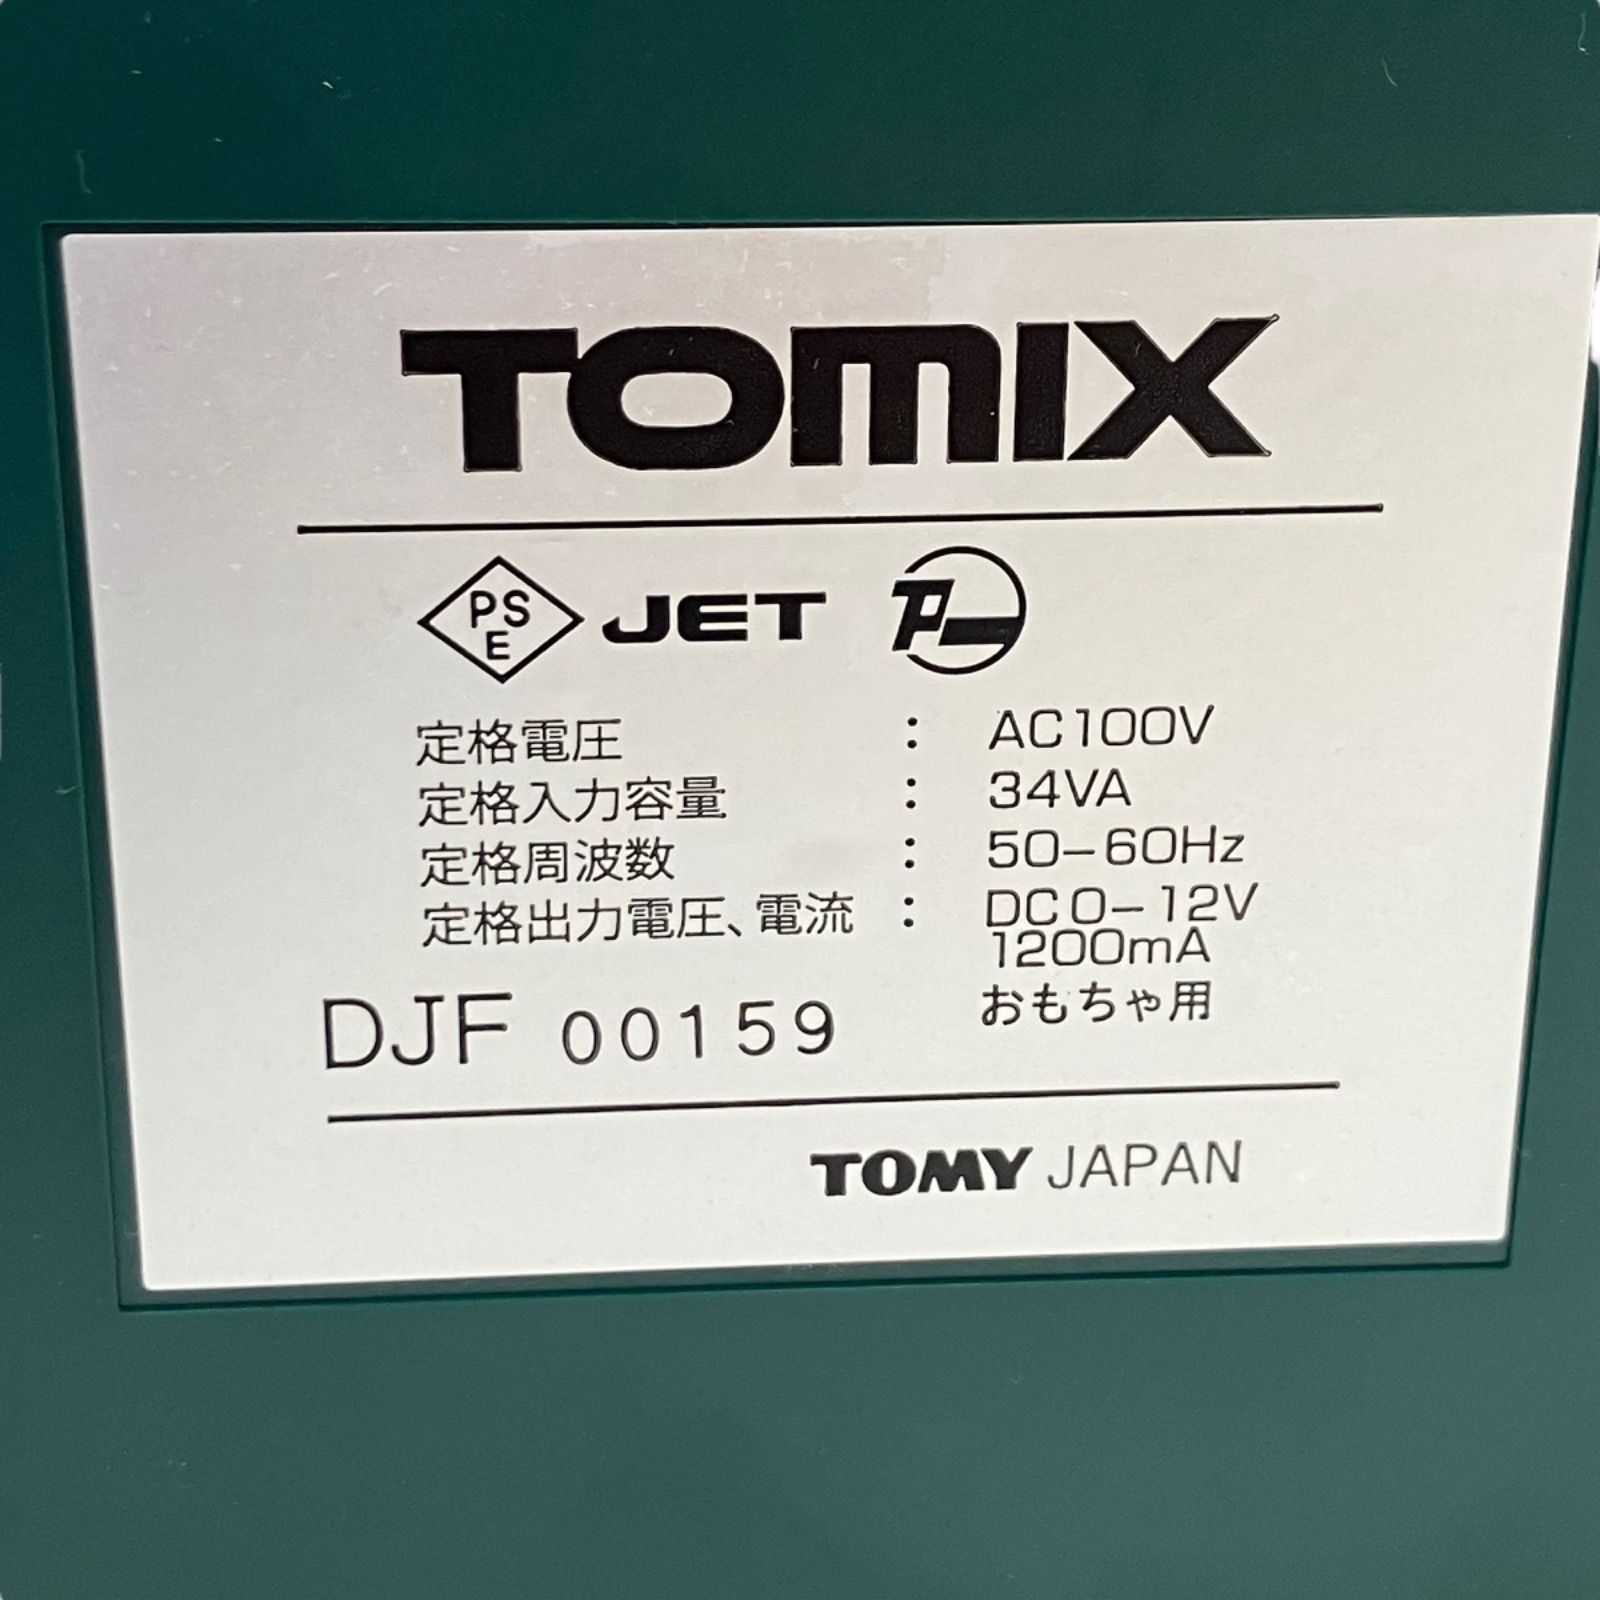 TOMIX
PS E JET P
定格電圧 : AC100V
定格入力容量 : 34VA
定格周波数 : 50-60Hz
定格出力電圧、電流 : DC0-12V
1200mA
おもちゃ用
DJF 00159
TOMY JAPAN